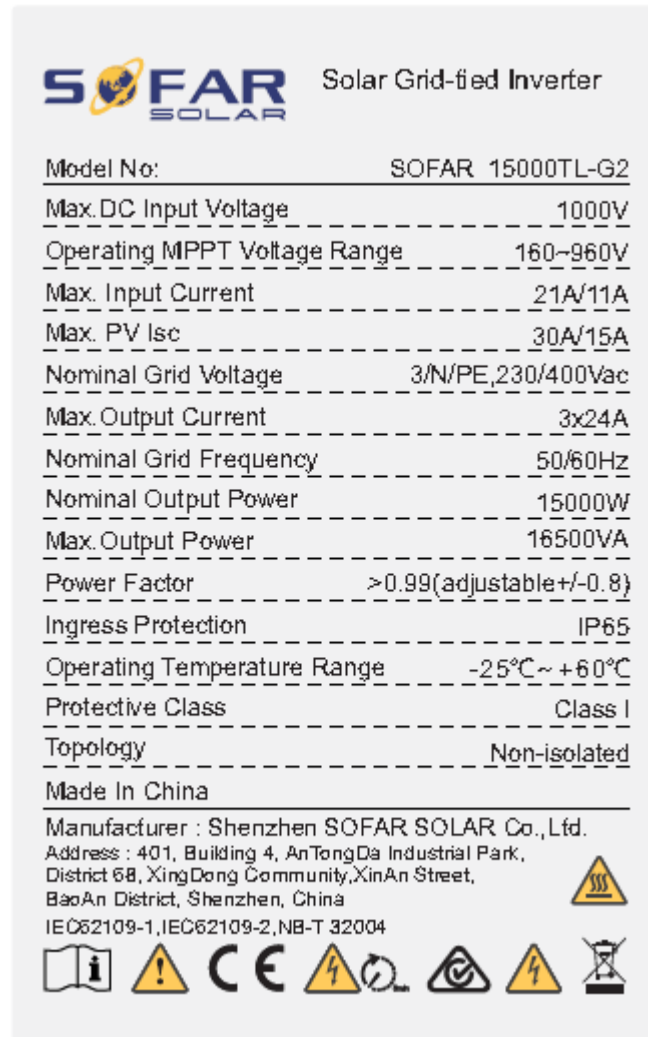 SOFAR
SOLAR
Solar Grid-tied Inverter
Model No: SOFAR 15000TL-G2
Max.DC Input Voltage 1000V
Operating MPPT Voltage Range 160~960V
Max. Input Current 21A/11A
Max. PV Isc 30A/15A
Nominal Grid Voltage 3/N/PE,230/400Vac
Max.Output Current 3x24A
Nominal Grid Frequency 50/60Hz
Nominal Output Power 15000W
Max.Output Power 16500VA
Power Factor >0.99(adjustable+/-0.8)
Ingress Protection IP65
Operating Temperature Range -25℃~+60℃
Protective Class Class I
Topology Non-isolated
Made In China
Manufacturer : Shenzhen SOFAR SOLAR Co.,Ltd.
Address : 401, Building 4, AnTongDa Industrial Park,
District 68, XingDong Community,XinAn Street,
BaoAn District, Shenzhen, China
IEC62109-1,IEC62109-2,NB-T 32004
CE